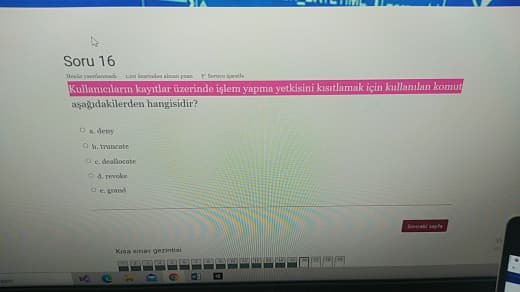 Soru 16
Henüz yanıtlanmadı 1,00 üzerinden alınan puan Soruyu işaretle
Kullanıcıların kayıtlar üzerinde işlem yapma yetkisini kısıtlamak için kullanılan komut
aşağıdakilerden hangisidir?
a. deny
b. truncate
c. deallocate
d. revoke
e. grand
Sonraki sayfa
Kısa sınav gezintisi